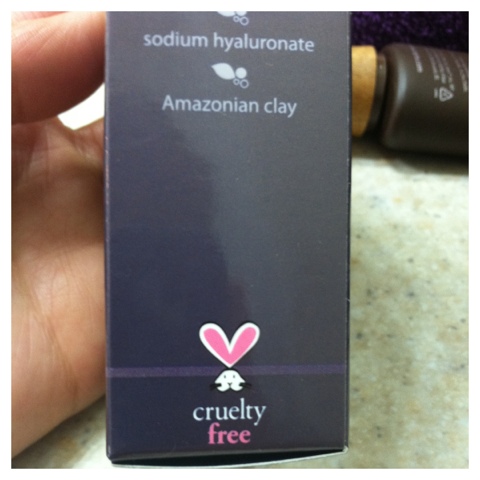 sodium hyaluronate
Amazonian clay
cruelty
free